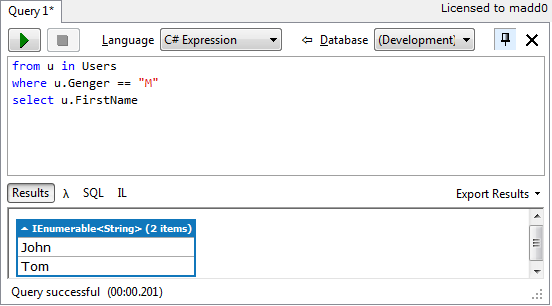 Query 1*
Licensed to madd0
Language C# Expression Database (Development)
from u in Users
where u.Genger == "M"
select u.FirstName
Results λ SQL IL Export Results
IEnumerable<String> (2 items)
John
Tom
Query successful (00:00.201)